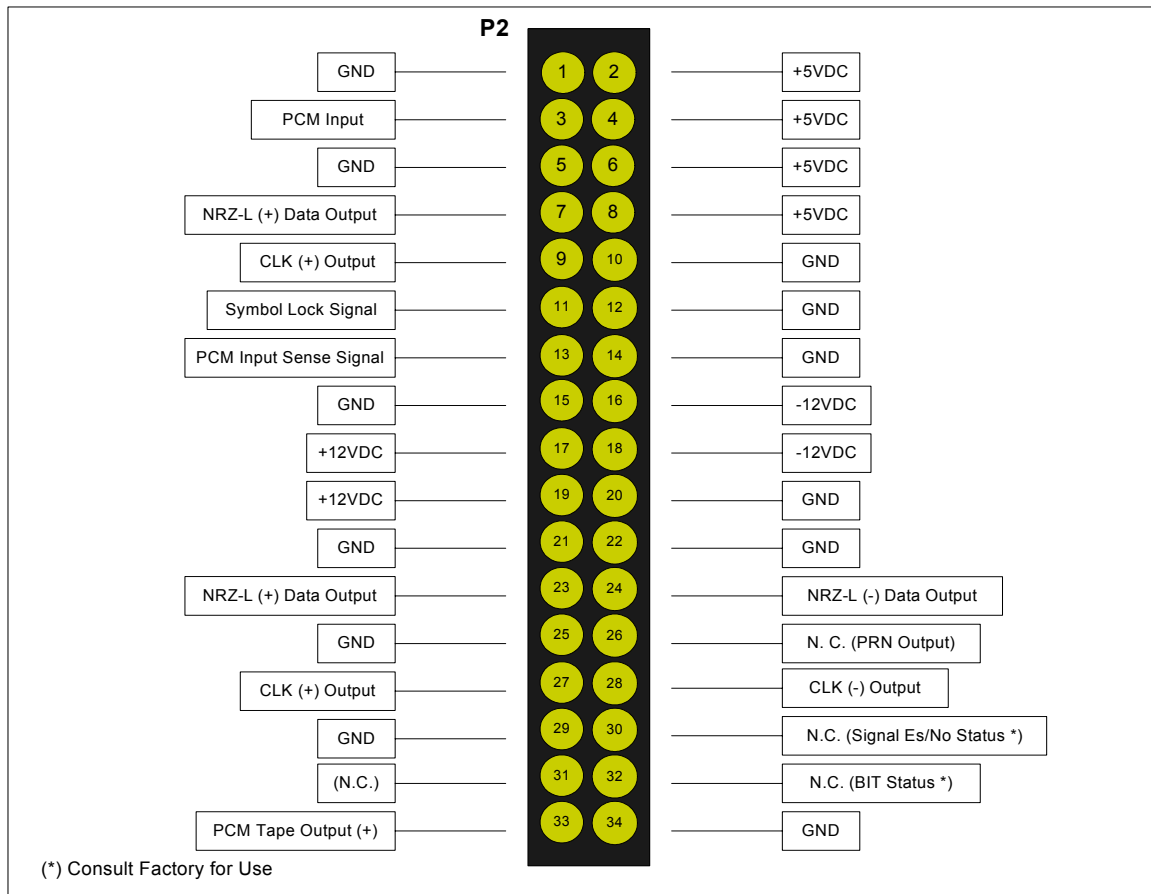 P2
GND 1 2 +5VDC
PCM Input 3 4 +5VDC
GND 5 6 +5VDC
NRZ-L (+) Data Output 7 8 +5VDC
CLK (+) Output 9 10 GND
Symbol Lock Signal 11 12 GND
PCM Input Sense Signal 13 14 GND
GND 15 16 -12VDC
+12VDC 17 18 -12VDC
+12VDC 19 20 GND
GND 21 22 GND
NRZ-L (+) Data Output 23 24 NRZ-L (-) Data Output
GND 25 26 N. C. (PRN Output)
CLK (+) Output 27 28 CLK (-) Output
GND 29 30 N.C. (Signal Es/No Status *)
(N.C.) 31 32 N.C. (BIT Status *)
PCM Tape Output (+) 33 34 GND
(*) Consult Factory for Use